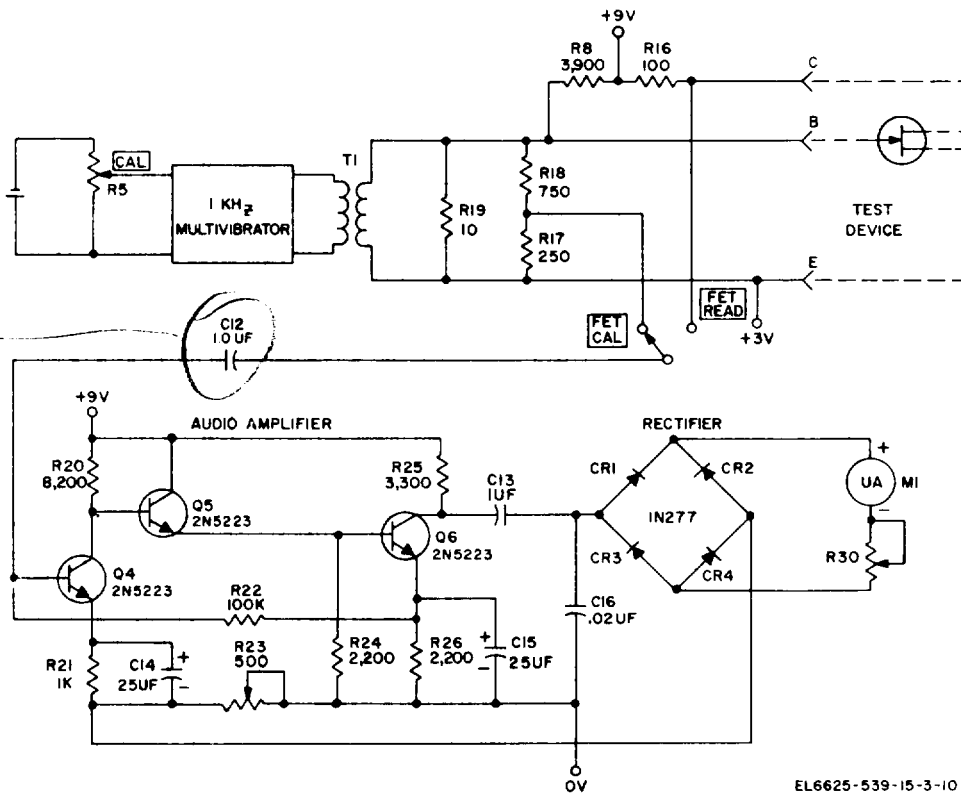 +9V
R8
3,900
R16
100
C
B
CAL
R5
1 KHZ
MULTIVIBRATOR
T1
R19
10
R18
750
R17
250
TEST
DEVICE
E
FET
CAL
FET
READ
+3V
C12
1.0 UF
+9V
AUDIO AMPLIFIER
RECTIFIER
R20
8,200
Q5
2N5223
R25
3,300
C13
1UF
Q6
2N5223
CR1
CR2
1N277
CR3
CR4
+
UA
M1
-
R30
Q4
2N5223
R22
100K
C16
.02UF
R21
1K
C14
25UF
+
-
R23
500
R24
2,200
R26
2,200
+
-
C15
25UF
0V
EL6625-539-15-3-10